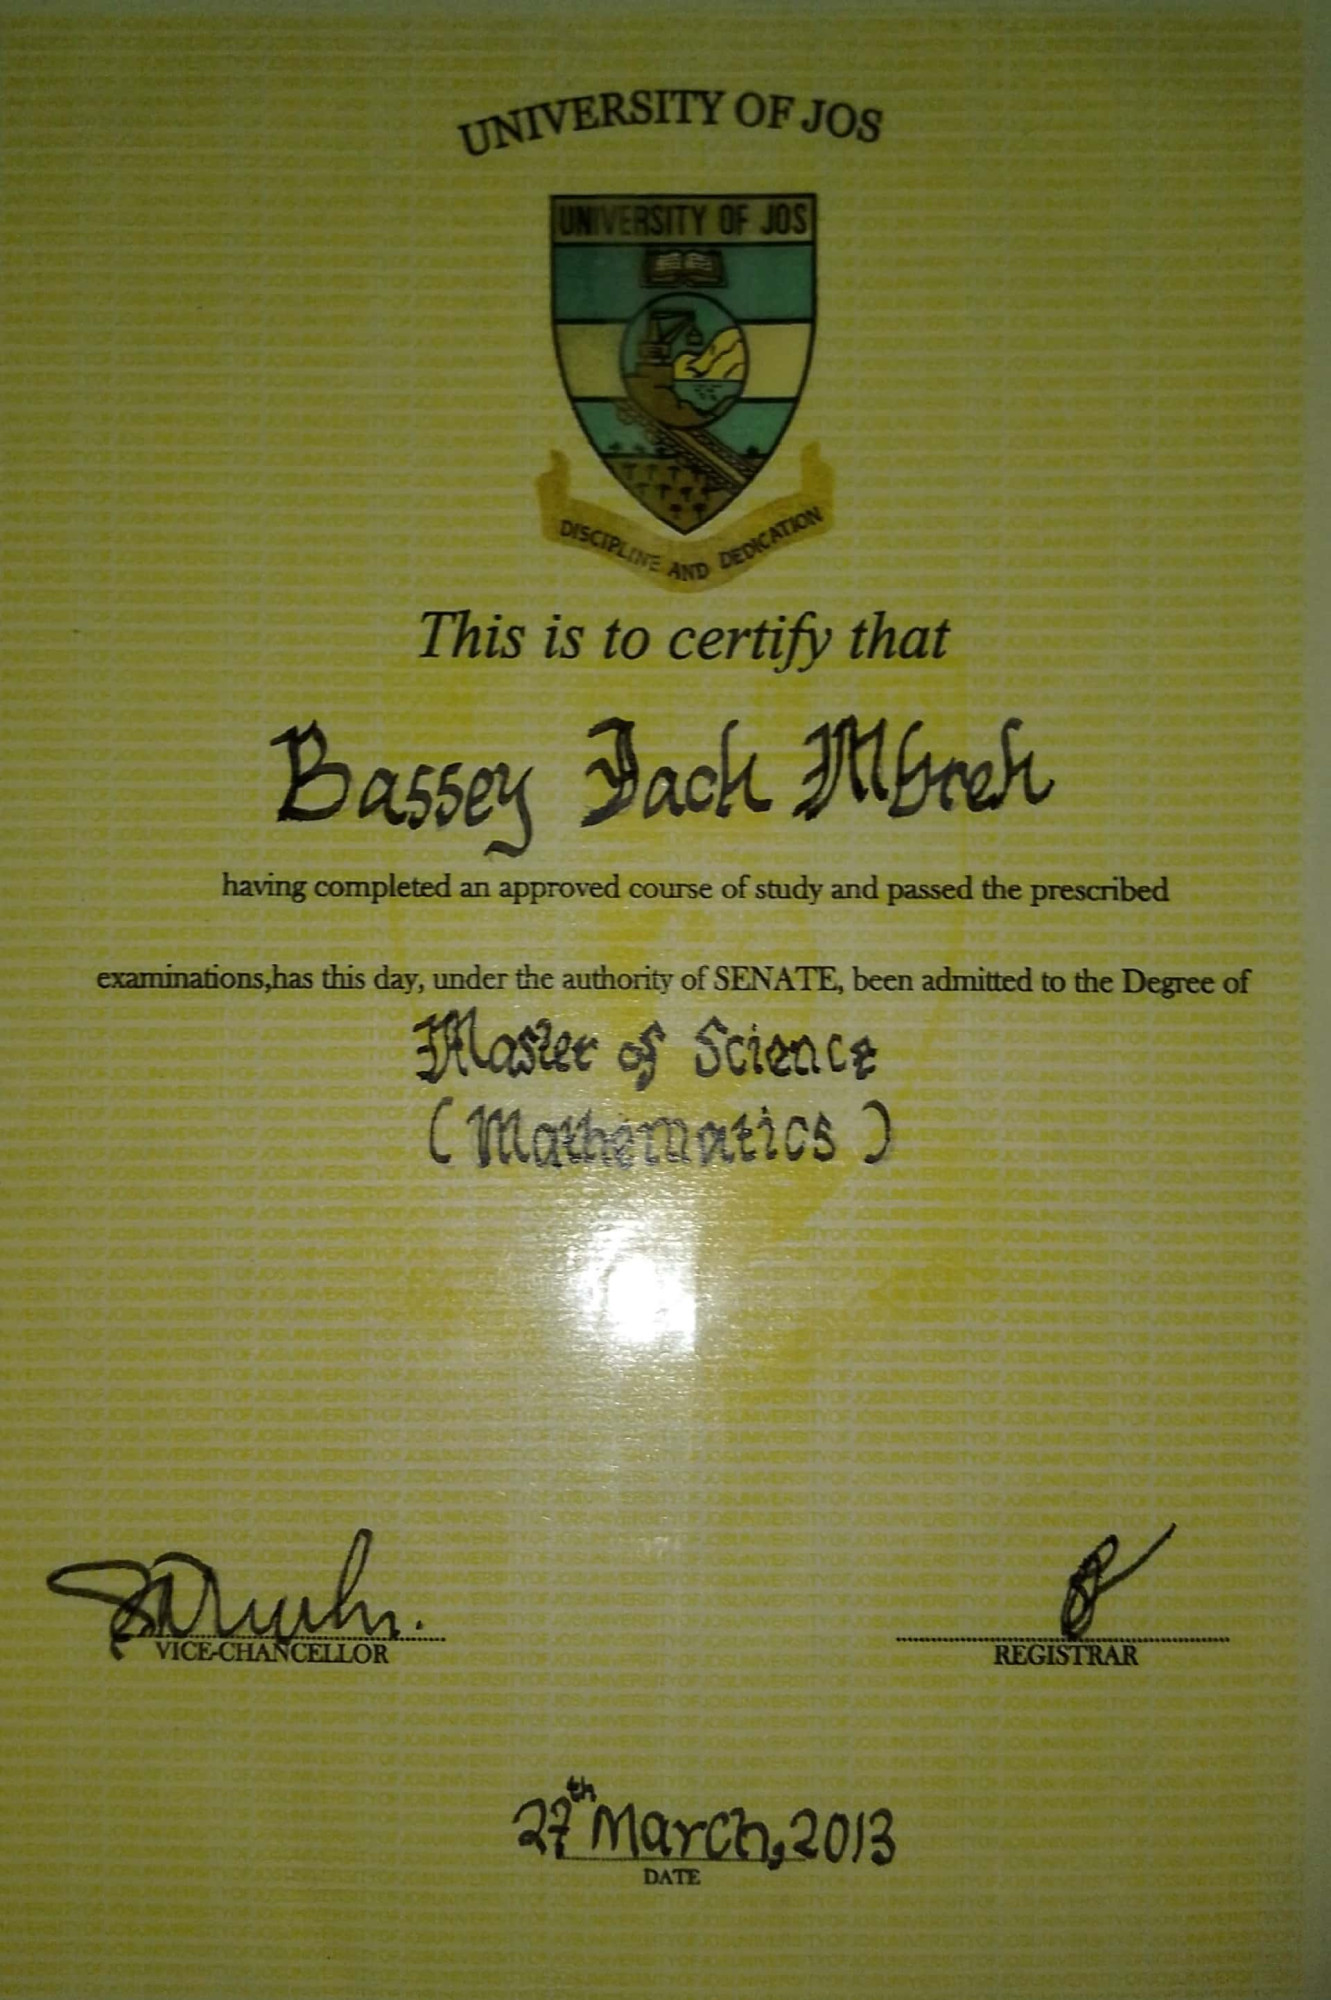 UNIVERSITY OF JOS
UNIVERSITY OF JOS
DISCIPLINE AND DEDICATION
This is to certify that
Bassey Jack Mbreh
having completed an approved course of study and passed the prescribed
examinations,has this day, under the authority of SENATE, been admitted to the Degree of
Master of Science
(Mathematics)
VICE-CHANCELLOR
REGISTRAR
27th March, 2013
DATE